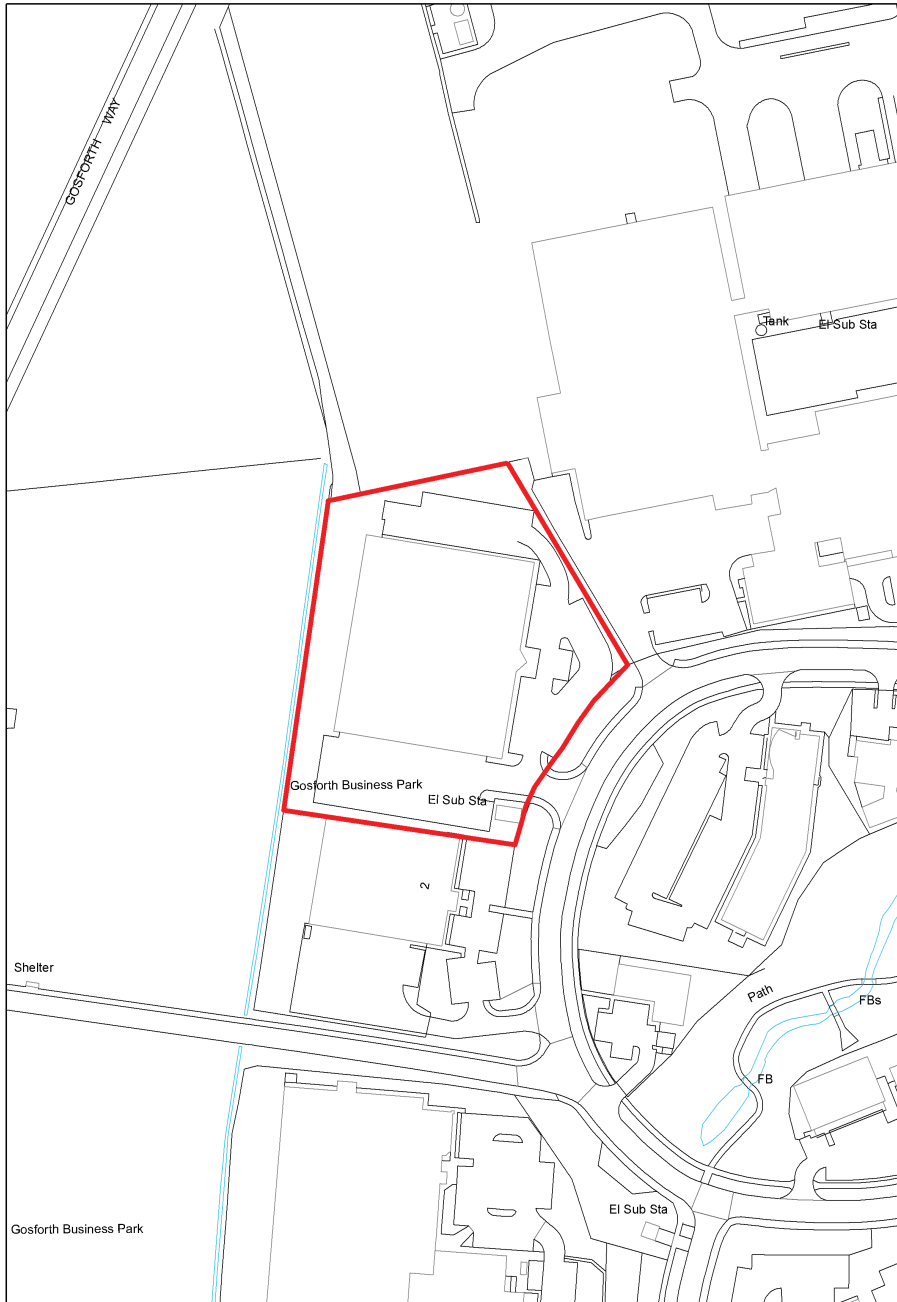 GOSFORTH WAY
Tank
El Sub Sta
Gosforth Business Park
El Sub Sta
2
Shelter
Path
FBs
FB
El Sub Sta
Gosforth Business Park